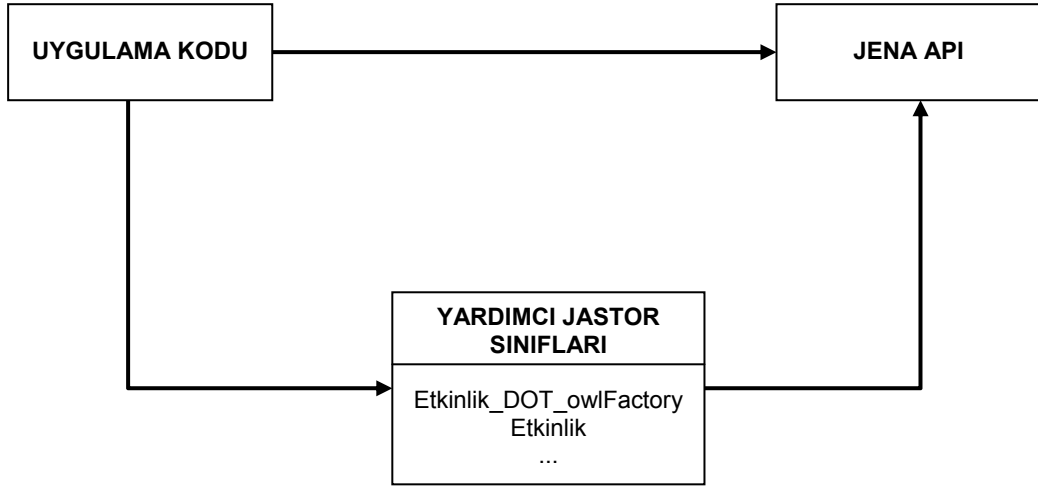 UYGULAMA KODU
JENA API
YARDIMCI JASTOR
SINIFLARI
Etkinlik_DOT_owlFactory
Etkinlik
...